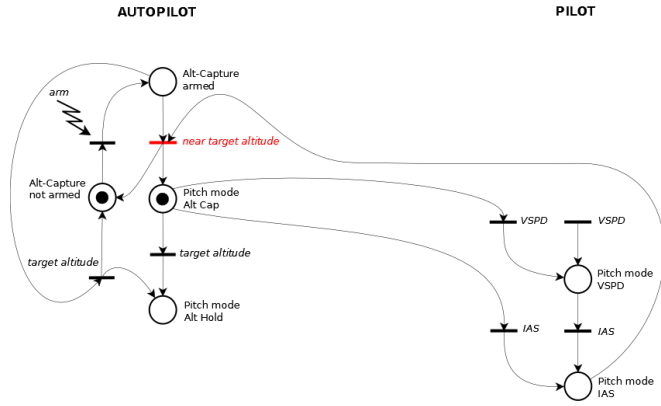 AUTOPILOT
PILOT
Alt-Capture
armed
arm
near target altitude
Alt-Capture
not armed
Pitch mode
Alt Cap
VSPD
VSPD
target altitude
target altitude
Pitch mode
VSPD
Pitch mode
Alt Hold
IAS
IAS
Pitch mode
IAS